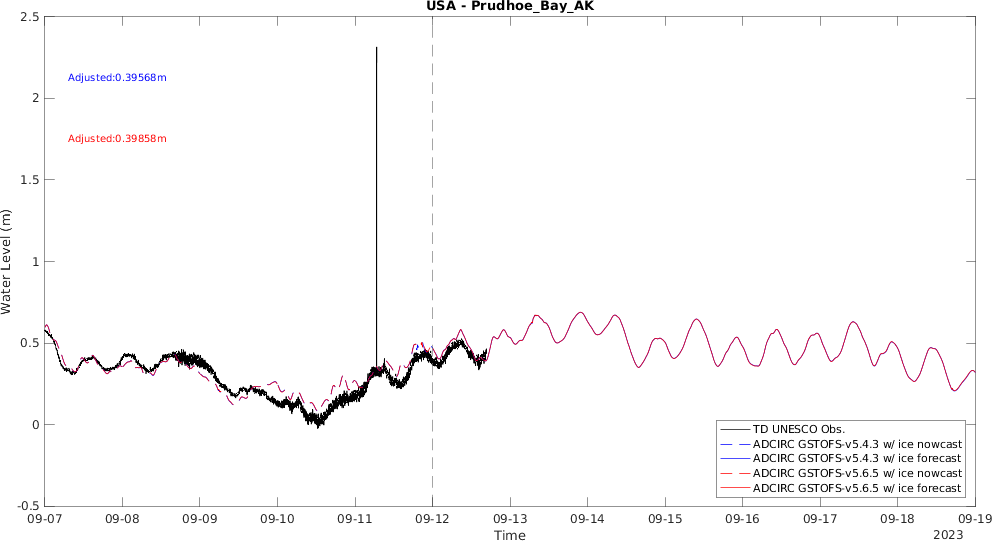 USA - Prudhoe_Bay_AK
2.5
2
1.5
1
0.5
0
-0.5
Water Level (m)
Adjusted:0.39568m
Adjusted:0.39858m
TD UNESCO Obs.
ADCIRC GSTOFS-v5.4.3 w/ ice nowcast
ADCIRC GSTOFS-v5.4.3 w/ ice forecast
ADCIRC GSTOFS-v5.6.5 w/ ice nowcast
ADCIRC GSTOFS-v5.6.5 w/ ice forecast
09-07 09-08 09-09 09-10 09-11 09-12 09-13 09-14 09-15 09-16 09-17 09-18 09-19
Time
2023